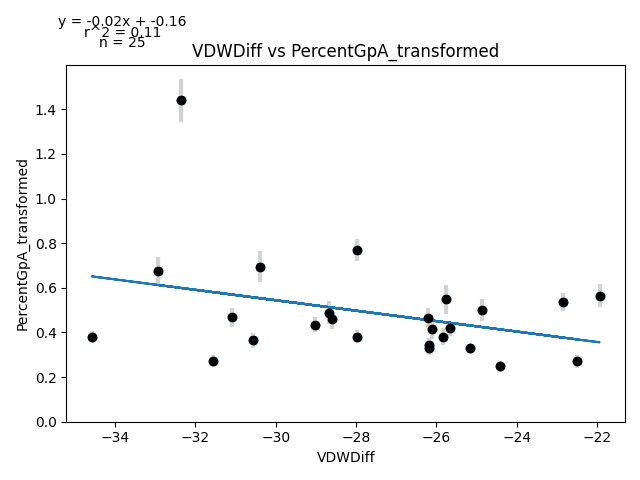 y = -0.02x + -0.16
r^2 = 0.11
n = 25
VDWDiff vs PercentGpA_transformed
1.4
1.2
1.0
0.8
0.6
0.4
0.2
0.0
PercentGpA_transformed
−34
−32
−30
−28
−26
−24
−22
VDWDiff